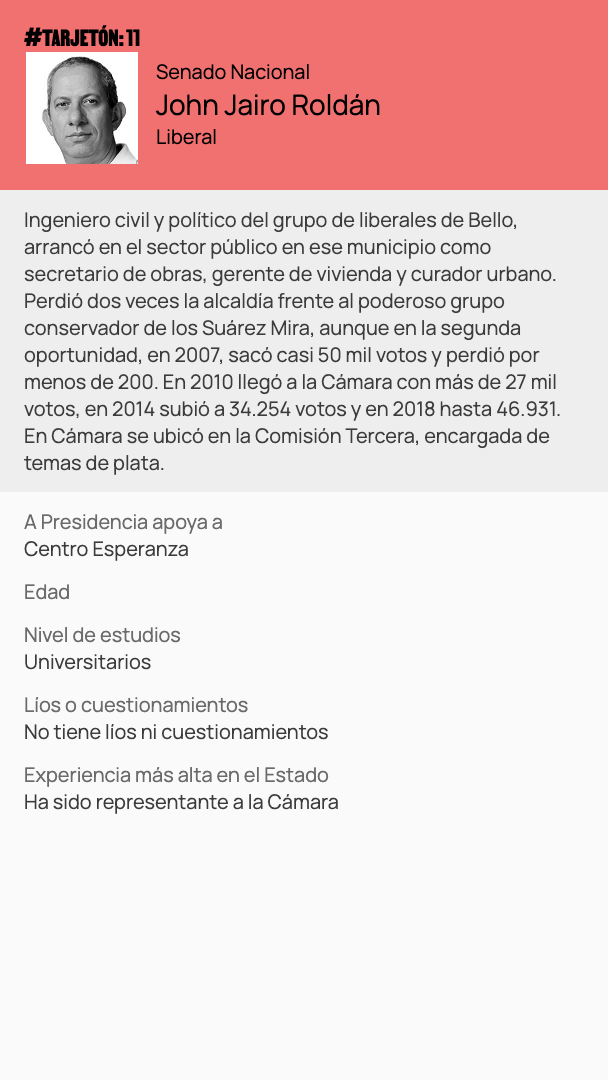 #TARJETÓN: 11
Senado Nacional
John Jairo Roldán
Liberal
Ingeniero civil y político del grupo de liberales de Bello,
arrancó en el sector público en ese municipio como
secretario de obras, gerente de vivienda y curador urbano.
Perdió dos veces la alcaldía frente al poderoso grupo
conservador de los Suárez Mira, aunque en la segunda
oportunidad, en 2007, sacó casi 50 mil votos y perdió por
menos de 200. En 2010 llegó a la Cámara con más de 27 mil
votos, en 2014 subió a 34.254 votos y en 2018 hasta 46.931.
En Cámara se ubicó en la Comisión Tercera, encargada de
temas de plata.
A Presidencia apoya a
Centro Esperanza
Edad
Nivel de estudios
Universitarios
Líos o cuestionamientos
No tiene líos ni cuestionamientos
Experiencia más alta en el Estado
Ha sido representante a la Cámara